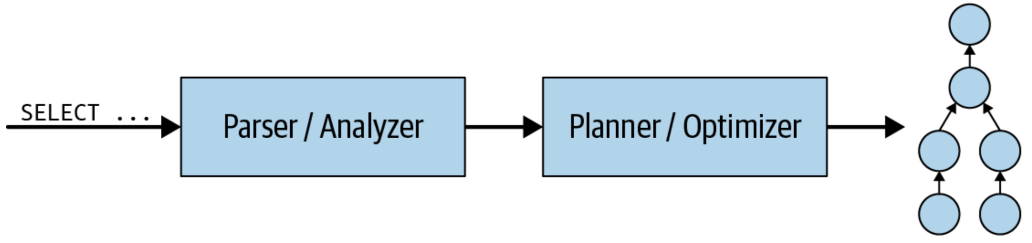 SELECT ...
Parser / Analyzer
Planner / Optimizer